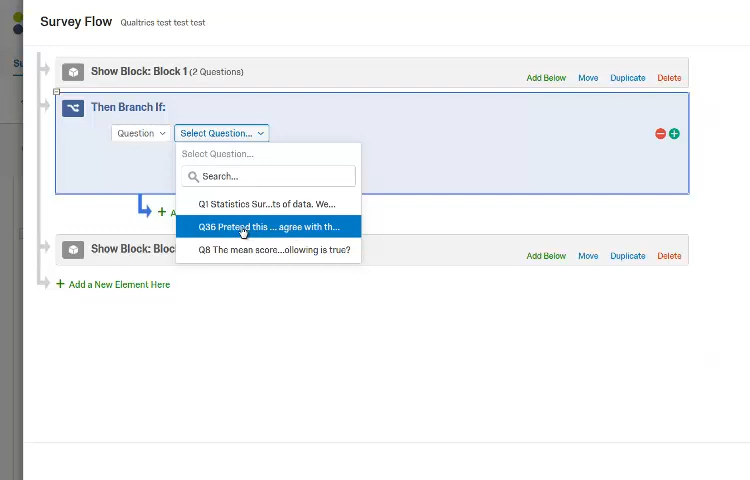 Survey Flow Qualtrics test test test
Show Block: Block 1 (2 Questions)
Add Below Move Duplicate Delete
Then Branch If:
Question Select Question...
Select Question...
Search...
Q1 Statistics Sur...ts of data. We...
Q36 Pretend this ... agree with th...
Q8 The mean score...ollowing is true?
Show Block: Bloc
Add Below Move Duplicate Delete
Add a New Element Here